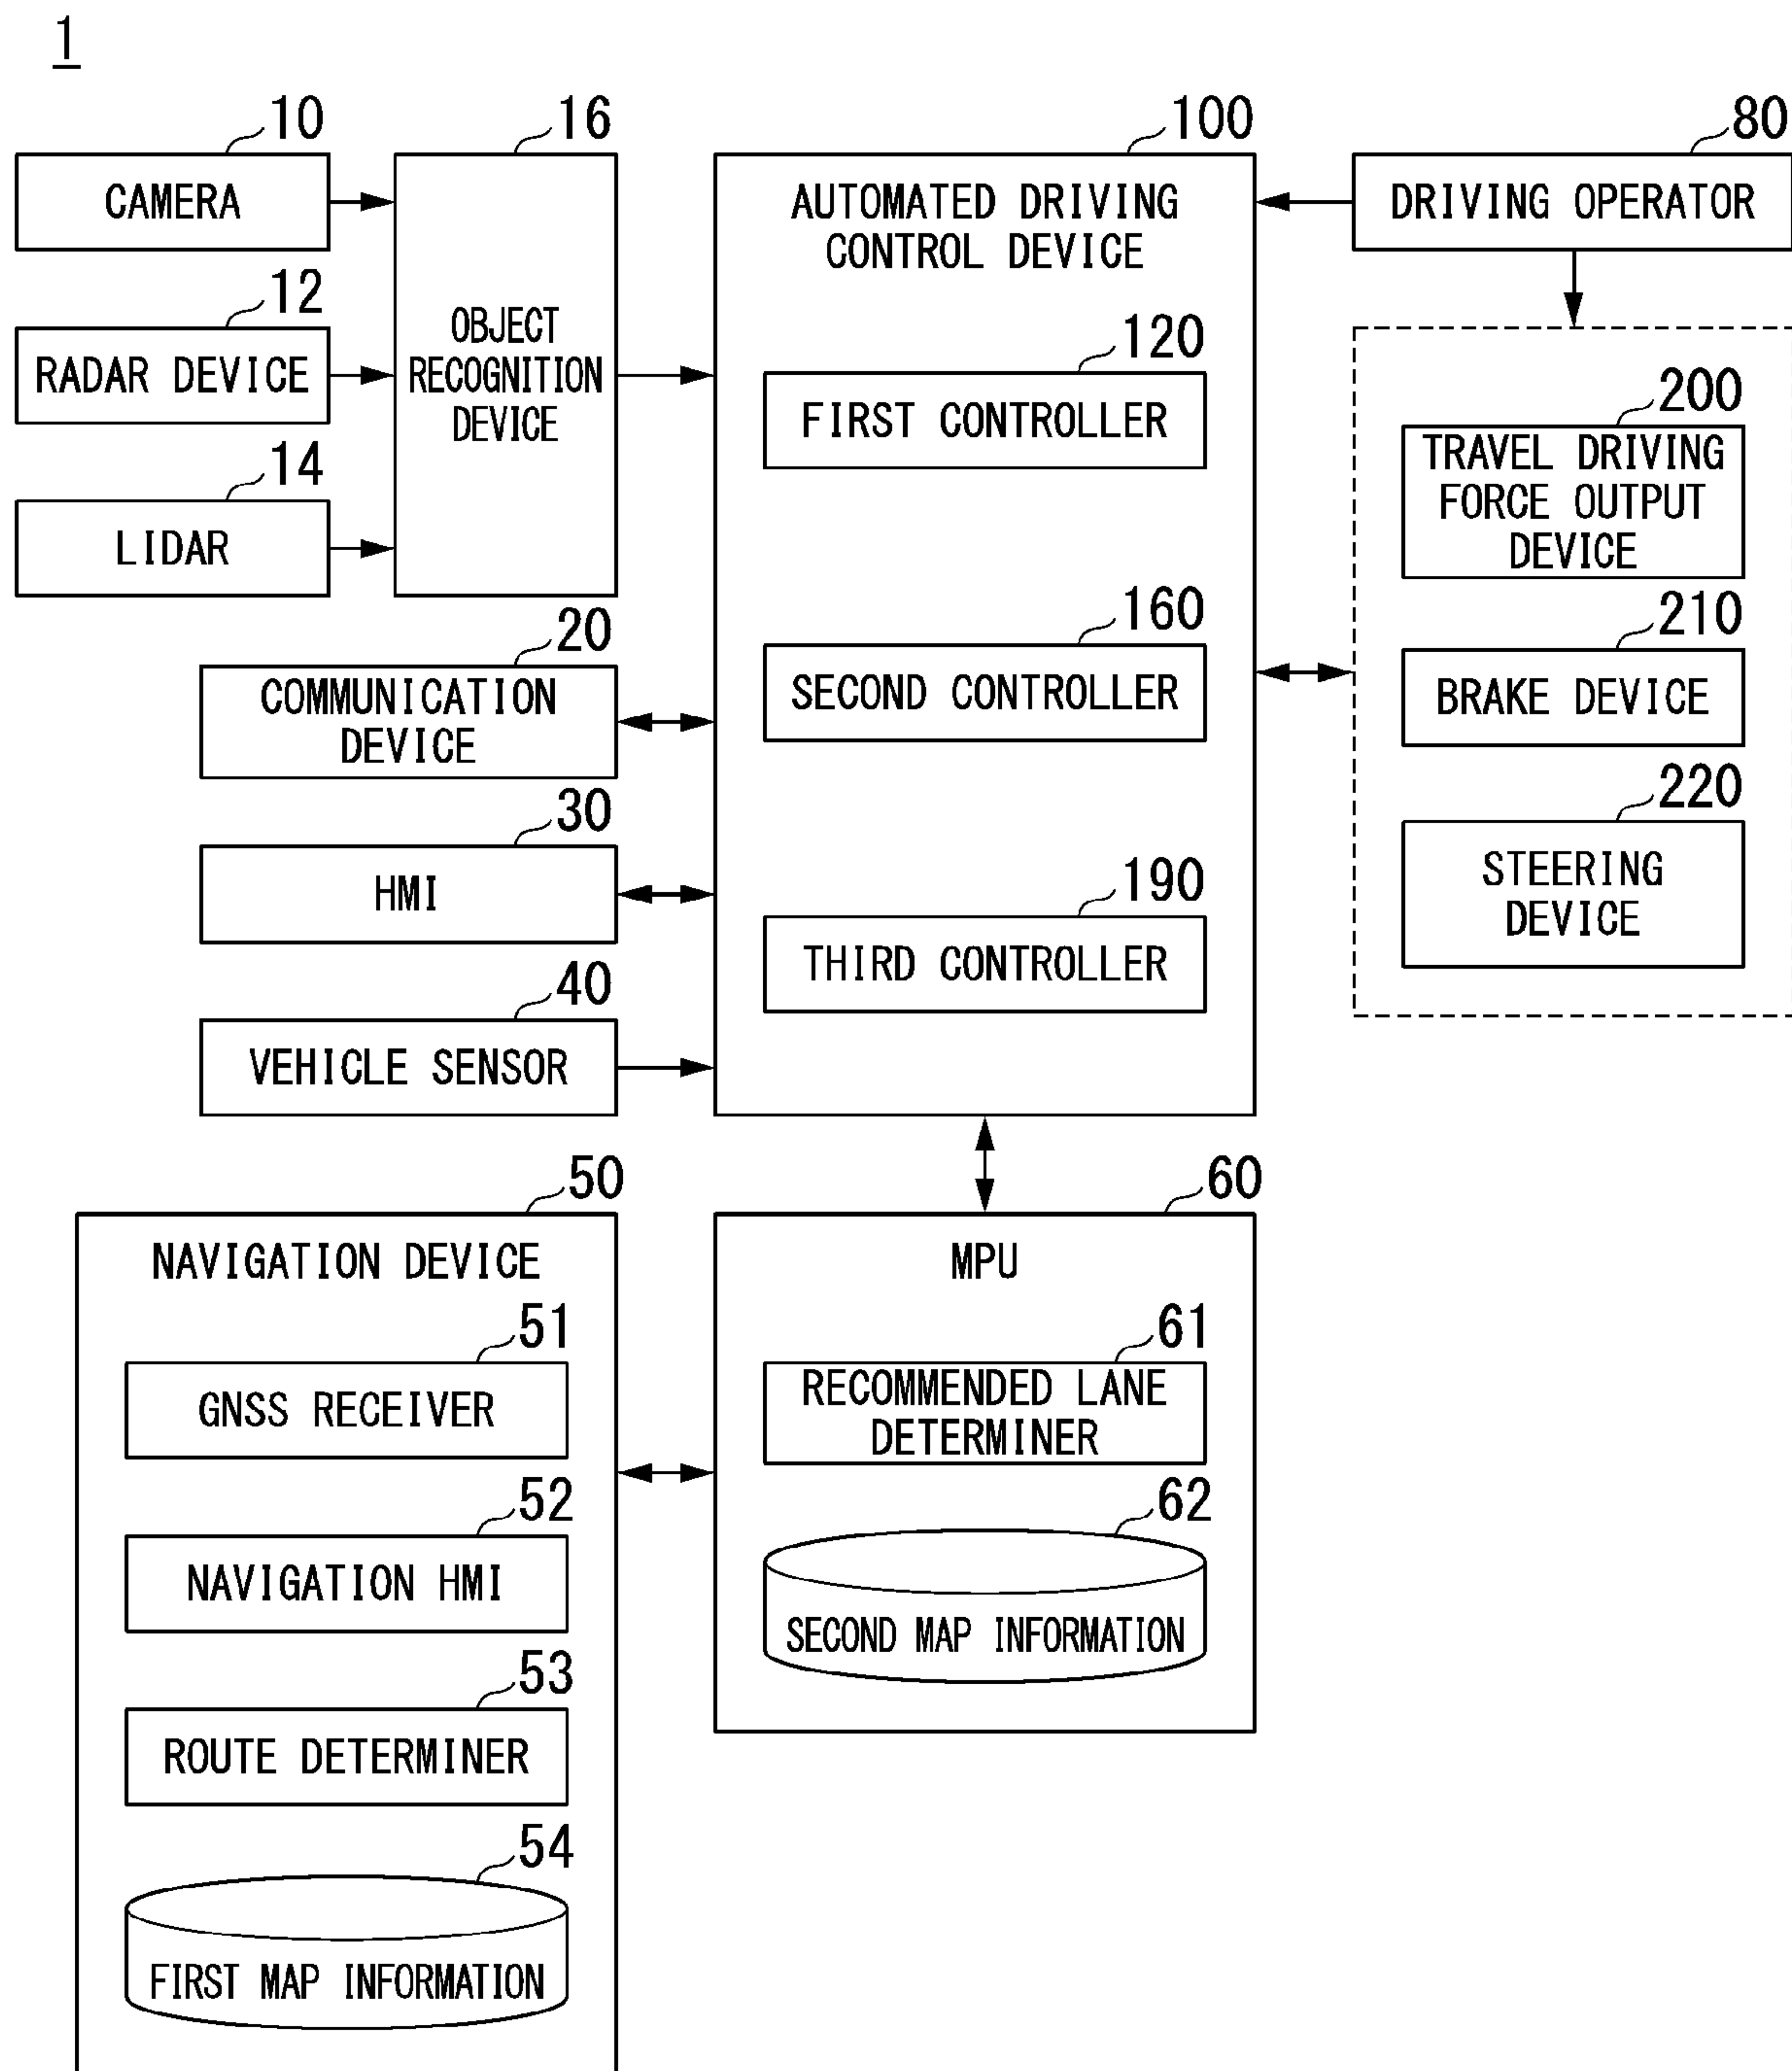 1
10
CAMERA
12
RADAR DEVICE
14
LIDAR
16
OBJECT
RECOGNITION
DEVICE
20
COMMUNICATION
DEVICE
30
HMI
40
VEHICLE SENSOR
100
AUTOMATED DRIVING
CONTROL DEVICE
120
FIRST CONTROLLER
160
SECOND CONTROLLER
190
THIRD CONTROLLER
80
DRIVING OPERATOR
200
TRAVEL DRIVING
FORCE OUTPUT
DEVICE
210
BRAKE DEVICE
220
STEERING
DEVICE
50
NAVIGATION DEVICE
51
GNSS RECEIVER
52
NAVIGATION HMI
53
ROUTE DETERMINER
54
FIRST MAP INFORMATION
60
MPU
61
RECOMMENDED LANE
DETERMINER
62
SECOND MAP INFORMATION